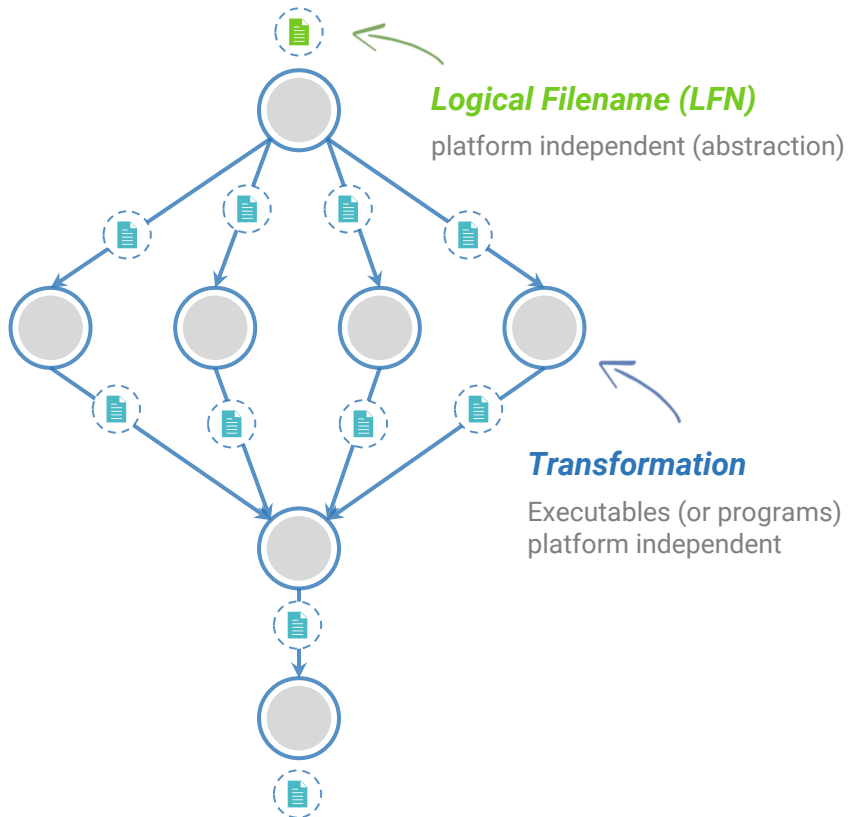 Logical Filename (LFN)
platform independent (abstraction)
Transformation
Executables (or programs)
platform independent